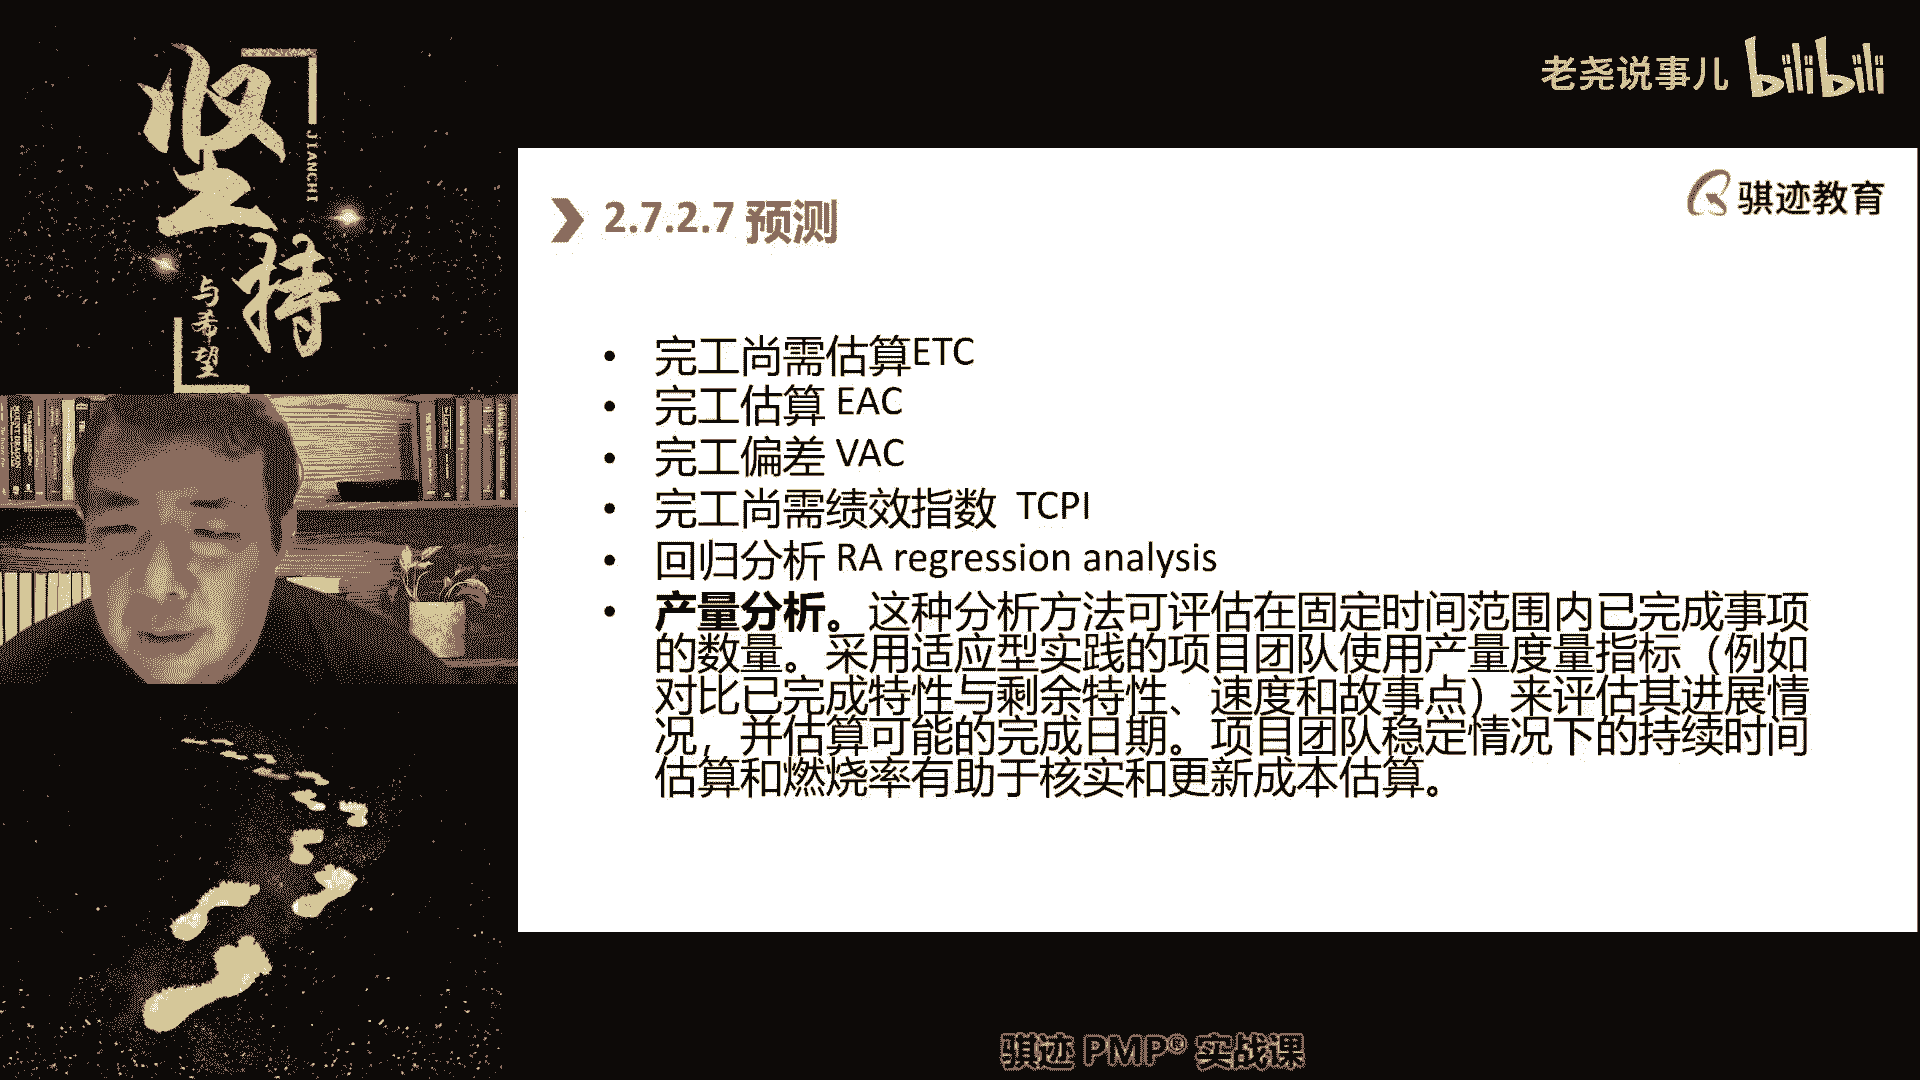 坚持
JIANCHI
与希望
老尧说事儿 bilibili
骐迹教育
2.7.2.7 预测
• 完工尚需估算ETC
• 完工估算 EAC
• 完工偏差 VAC
• 完工尚需绩效指数 TCPI
• 回归分析 RA regression analysis
• 产量分析。这种分析方法可评估在固定时间范围内已完成事项
的数量。采用适应型实践的项目团队使用产量度量指标（例如
对比已完成特性与剩余特性、速度和故事点）来评估其进展情
况，并估算可能的完成日期。项目团队稳定情况下的持续时间
估算和燃烧率有助于核实和更新成本估算。
骐迹 PMP® 实战课